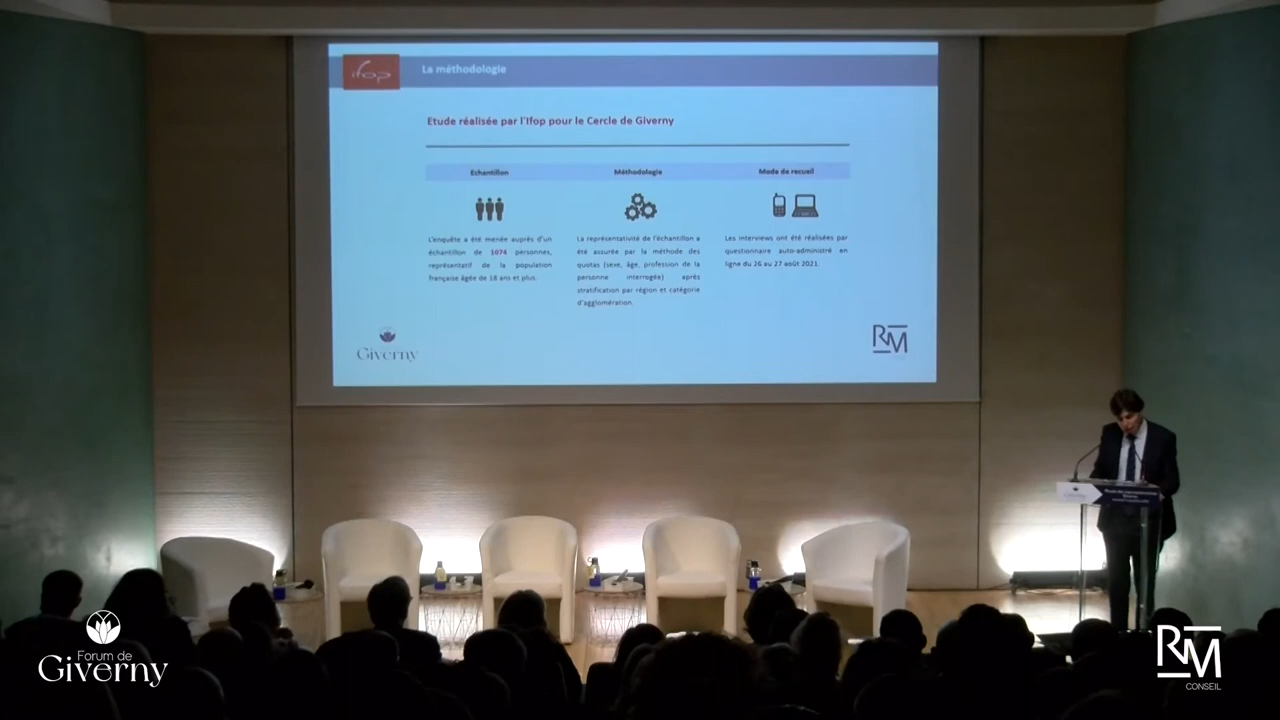 ifop
La méthodologie
Etude réalisée par l'Ifop pour le Cercle de Giverny
Echantillon
L'enquête a été menée auprès d'un
échantillon de 1074 personnes,
représentatif de la population
française âgée de 18 ans et plus.
Méthodologie
La représentativité de l'échantillon a
été assurée par la méthode des
quotas (sexe, âge, profession de la
personne interrogée) après
stratification par région et catégorie
d'agglomération.
Mode de recueil
Les interviews ont été réalisées par
questionnaire auto-administré en
ligne du 26 au 27 août 2021.
Giverny
RM
Forum de
Giverny
RM
CONSEIL